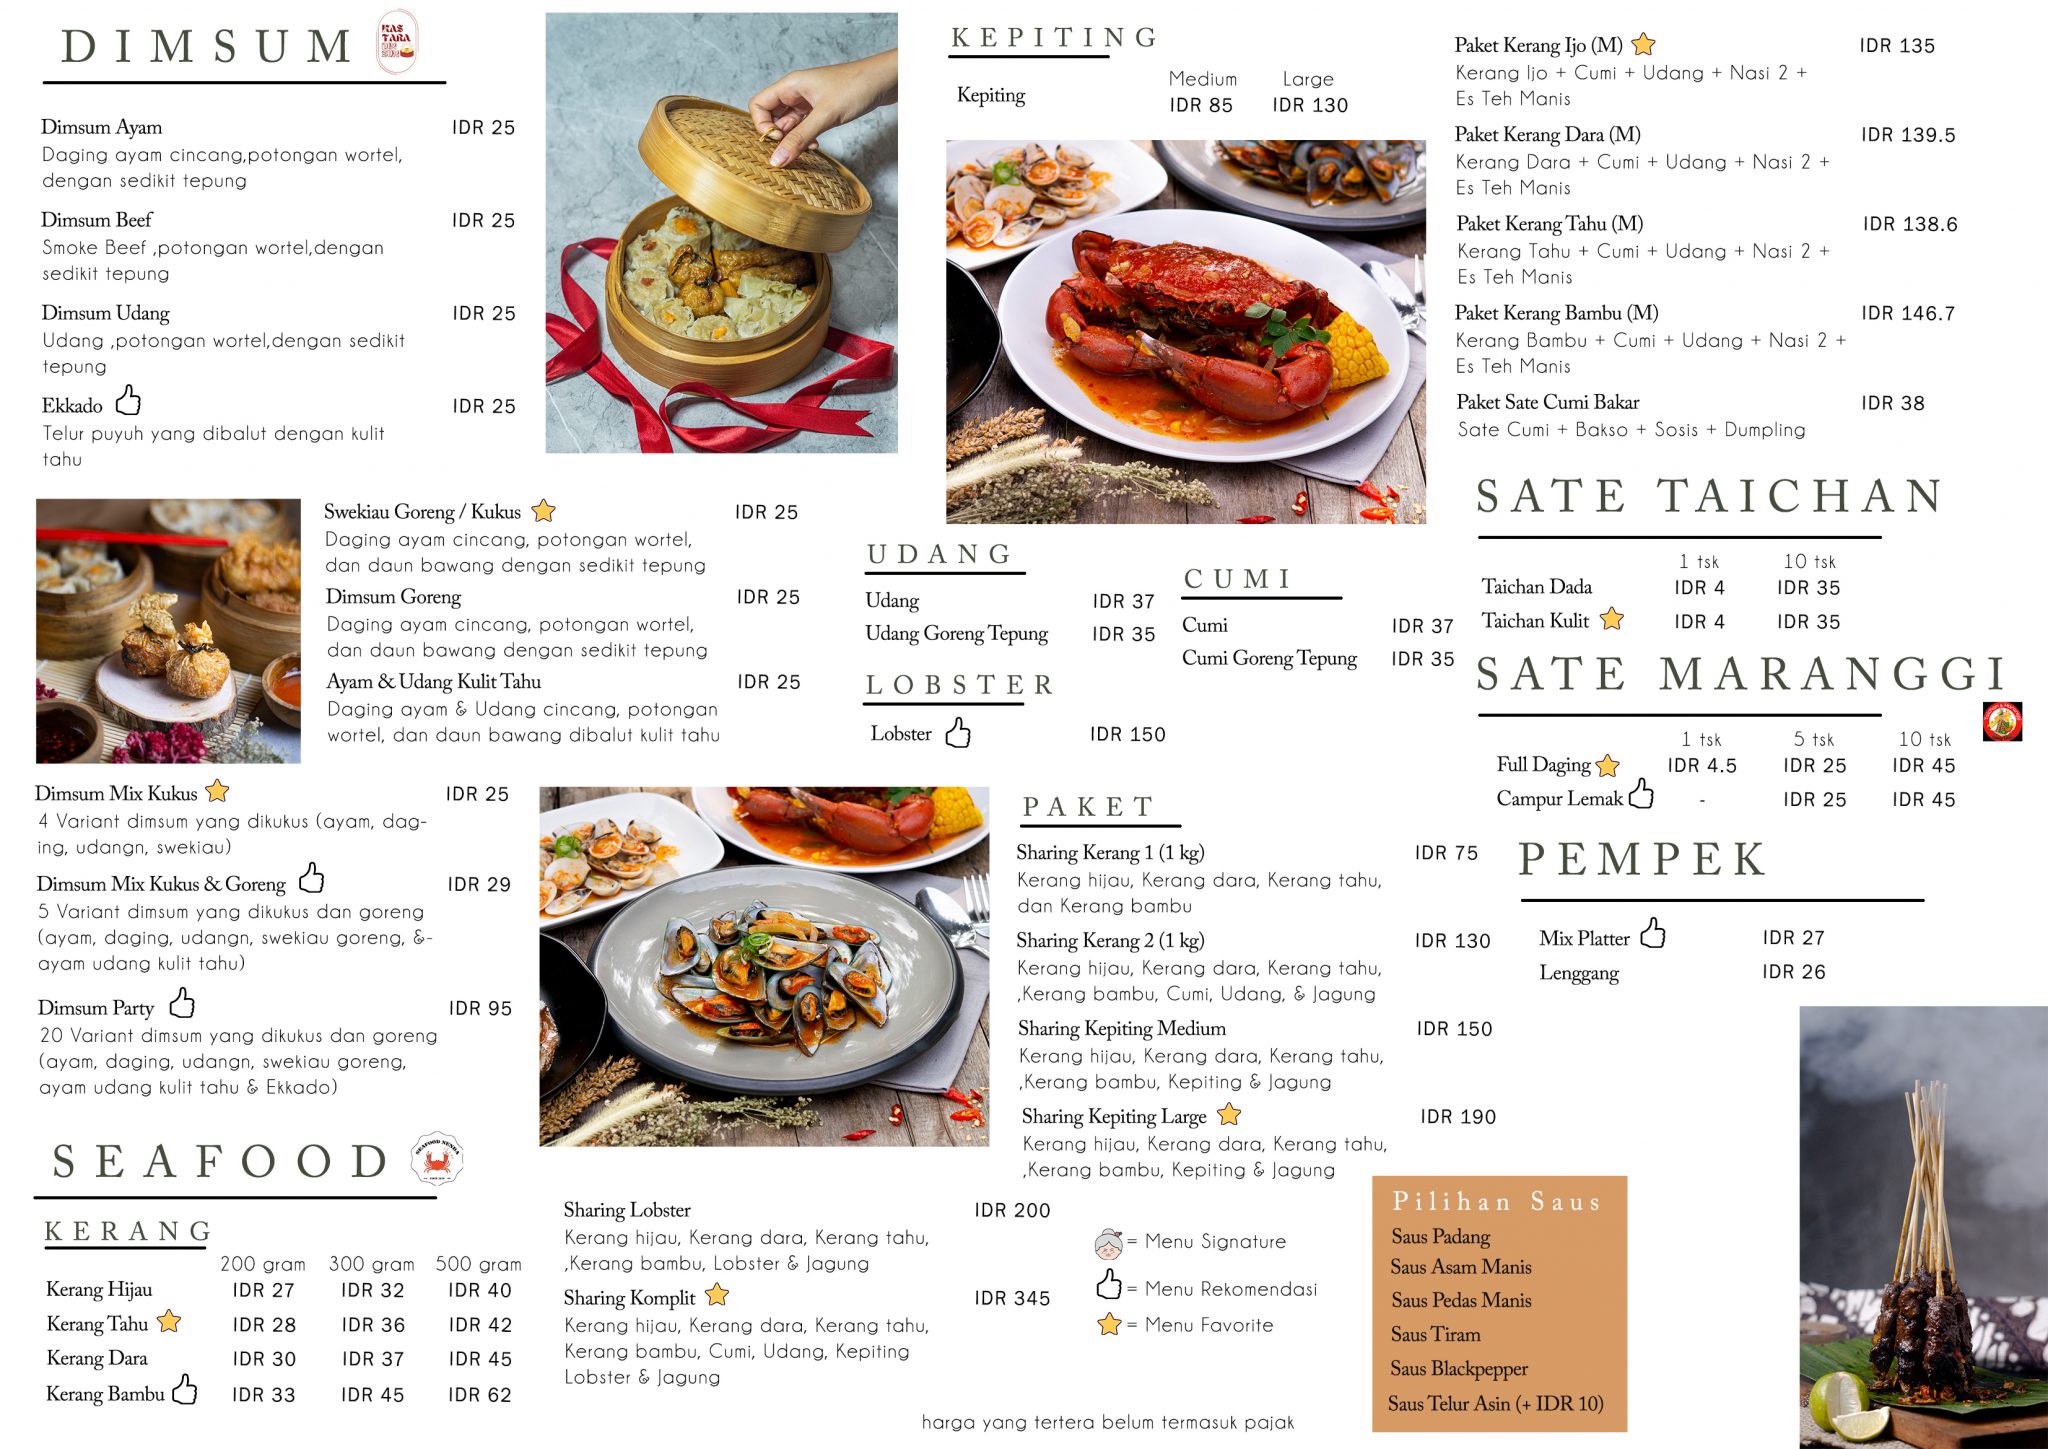 DIMSUM
KAS
TARA
DIM
SUM
Dimsum Ayam IDR 25
Daging ayam cincang,potongan wortel,
dengan sedikit tepung
Dimsum Beef IDR 25
Smoke Beef ,potongan wortel,dengan
sedikit tepung
Dimsum Udang IDR 25
Udang ,potongan wortel,dengan sedikit
tepung
Ekkado IDR 25
Telur puyuh yang dibalut dengan kulit
tahu
Swekiau Goreng / Kukus IDR 25
Daging ayam cincang, potongan wortel,
dan daun bawang dengan sedikit tepung
Dimsum Goreng IDR 25
Daging ayam cincang, potongan wortel,
dan daun bawang dengan sedikit tepung
Ayam & Udang Kulit Tahu IDR 25
Daging ayam & Udang cincang, potongan
wortel, dan daun bawang dibalut kulit tahu
Dimsum Mix Kukus IDR 25
4 Variant dimsum yang dikukus (ayam, dag-
ing, udangn, swekiau)
Dimsum Mix Kukus & Goreng IDR 29
5 Variant dimsum yang dikukus dan goreng
(ayam, daging, udangn, swekiau goreng, &-
ayam udang kulit tahu)
Dimsum Party IDR 95
20 Variant dimsum yang dikukus dan goreng
(ayam, daging, udangn, swekiau goreng,
ayam udang kulit tahu & Ekkado)
SEAFOOD
SEAFOOD NENDA
KERANG
200 gram 300 gram 500 gram
Kerang Hijau IDR 27 IDR 32 IDR 40
Kerang Tahu IDR 28 IDR 36 IDR 42
Kerang Dara IDR 30 IDR 37 IDR 45
Kerang Bambu IDR 33 IDR 45 IDR 62
KEPITING
Medium Large
Kepiting IDR 85 IDR 130
UDANG
Udang IDR 37
Udang Goreng Tepung IDR 35
CUMI
Cumi IDR 37
Cumi Goreng Tepung IDR 35
LOBSTER
Lobster IDR 150
PAKET
Sharing Kerang 1 (1 kg) IDR 75
Kerang hijau, Kerang dara, Kerang tahu,
dan Kerang bambu
Sharing Kerang 2 (1 kg) IDR 130
Kerang hijau, Kerang dara, Kerang tahu,
,Kerang bambu, Cumi, Udang, & Jagung
Sharing Kepiting Medium IDR 150
Kerang hijau, Kerang dara, Kerang tahu,
,Kerang bambu, Kepiting & Jagung
Sharing Kepiting Large IDR 190
Kerang hijau, Kerang dara, Kerang tahu,
,Kerang bambu, Kepiting & Jagung
Sharing Lobster IDR 200
Kerang hijau, Kerang dara, Kerang tahu,
,Kerang bambu, Lobster & Jagung
Sharing Komplit IDR 345
Kerang hijau, Kerang dara, Kerang tahu,
Kerang bambu, Cumi, Udang, Kepiting
Lobster & Jagung
= Menu Signature
= Menu Rekomendasi
= Menu Favorite
harga yang tertera belum termasuk pajak
Paket Kerang Ijo (M) IDR 135
Kerang Ijo + Cumi + Udang + Nasi 2 +
Es Teh Manis
Paket Kerang Dara (M) IDR 139.5
Kerang Dara + Cumi + Udang + Nasi 2 +
Es Teh Manis
Paket Kerang Tahu (M) IDR 138.6
Kerang Tahu + Cumi + Udang + Nasi 2 +
Es Teh Manis
Paket Kerang Bambu (M) IDR 146.7
Kerang Bambu + Cumi + Udang + Nasi 2 +
Es Teh Manis
Paket Sate Cumi Bakar IDR 38
Sate Cumi + Bakso + Sosis + Dumpling
SATE TAICHAN
1 tsk 10 tsk
Taichan Dada IDR 4 IDR 35
Taichan Kulit IDR 4 IDR 35
SATE MARANGGI
1 tsk 5 tsk 10 tsk
Full Daging IDR 4.5 IDR 25 IDR 45
Campur Lemak - IDR 25 IDR 45
PEMPEK
Mix Platter IDR 27
Lenggang IDR 26
Pilihan Saus
Saus Padang
Saus Asam Manis
Saus Pedas Manis
Saus Tiram
Saus Blackpepper
Saus Telur Asin (+ IDR 10)